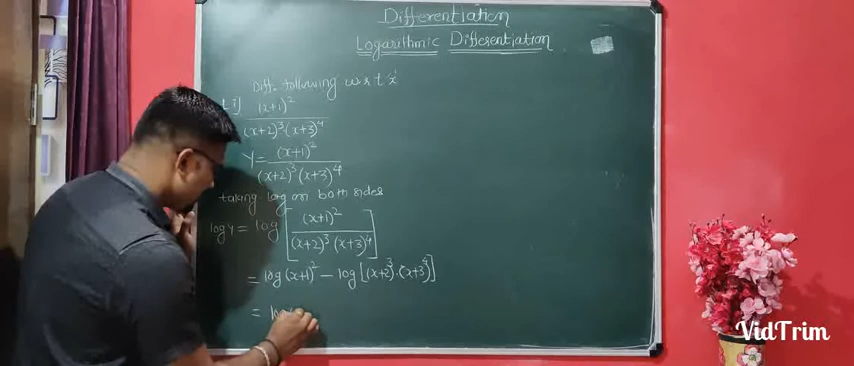 Differentiation
Logarithmic Differentiation
Diff. following w.r.t 'x'
(x+1)²
(x+2)³(x+3)⁴
Y = (x+1)²
(x+2)³(x+3)⁴
taking log on both sides
logY = log [(x+1)²
(x+2)³(x+3)⁴]
= log(x+1)² - log[(x+2)³.(x+3)⁴]
=
VidTrim